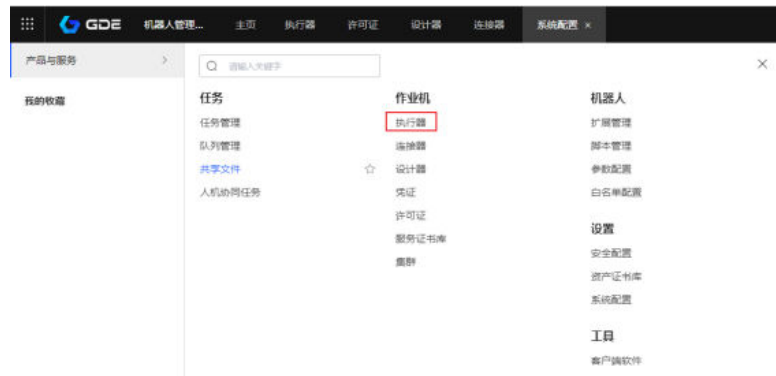 GDE 机器人管理... 主页 执行器 许可证 设计器 连接器 系统配置 ×
产品与服务 >
我的收藏
请输入关键字
任务
任务管理
队列管理
共享文件
人机协同任务
作业机
执行器
连接器
设计器
凭证
许可证
服务证书库
集群
机器人
扩展管理
脚本管理
参数配置
白名单配置
设置
安全配置
资产证书库
系统配置
工具
客户端软件